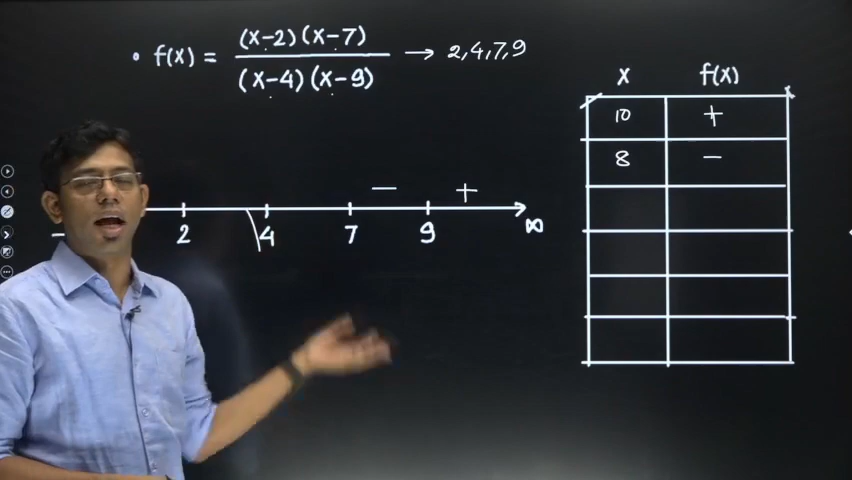 • f(x) = (x-2)(x-7) / (x-4)(x-9) → 2,4,7,9
x f(x)
10 +
8 −
− +
− 2 4 7 9 ∞